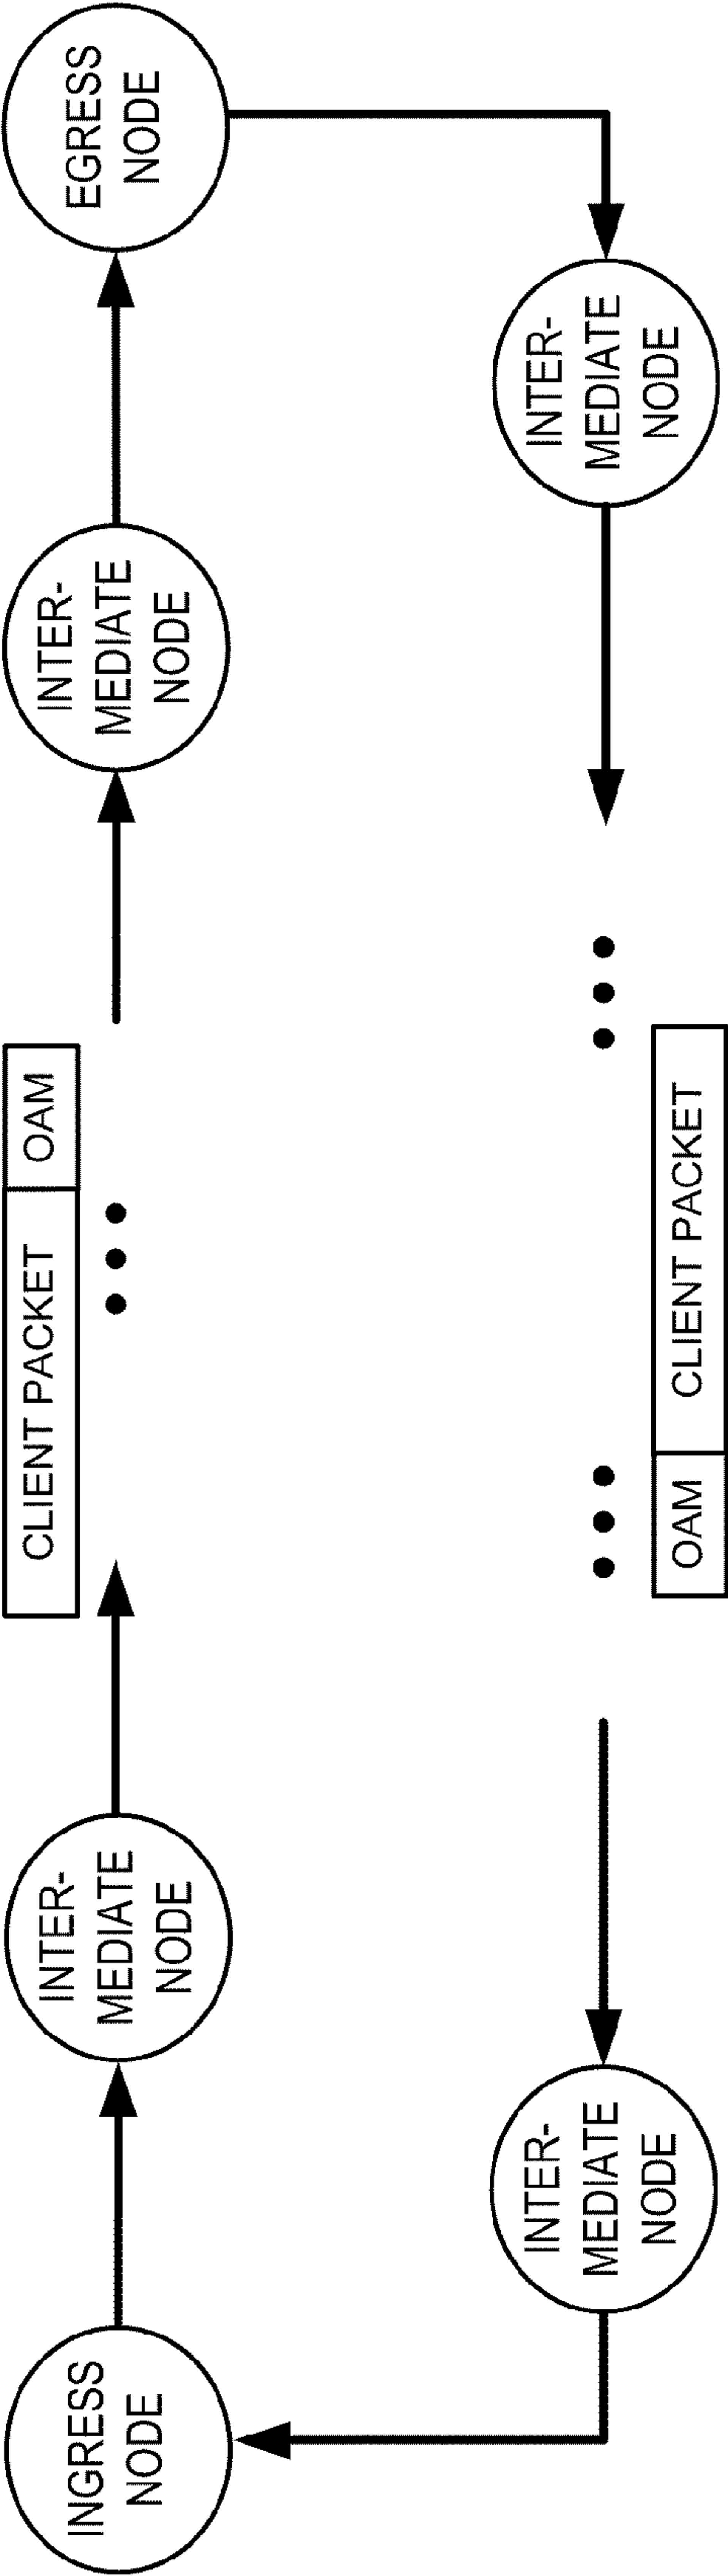 INGRESS
NODE
INTER-
MEDIATE
NODE
CLIENT PACKET
OAM
INTER-
MEDIATE
NODE
EGRESS
NODE
INTER-
MEDIATE
NODE
OAM
CLIENT PACKET
INTER-
MEDIATE
NODE